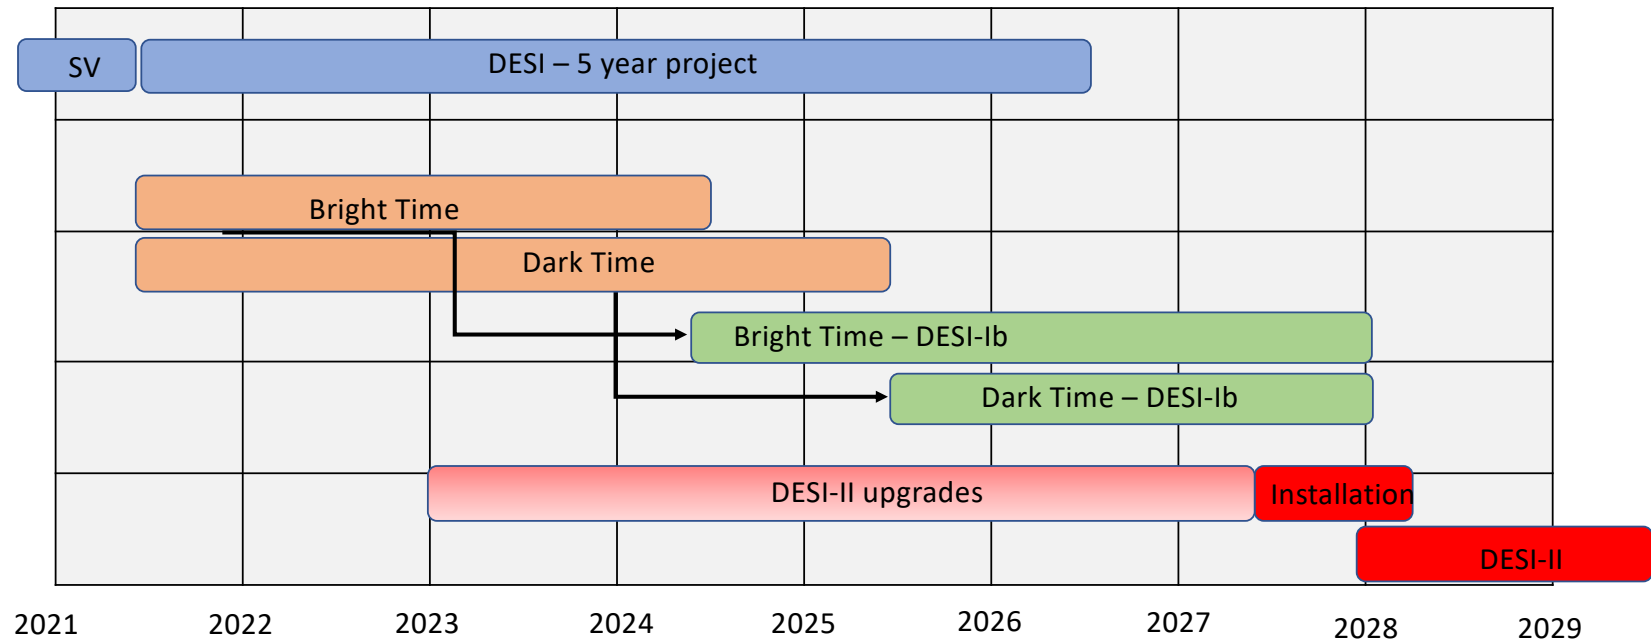 SV
DESI – 5 year project
Bright Time
Dark Time
Bright Time – DESI-Ib
Dark Time – DESI-Ib
DESI-II upgrades
Installation
DESI-II
2021
2022
2023
2024
2025
2026
2027
2028
2029